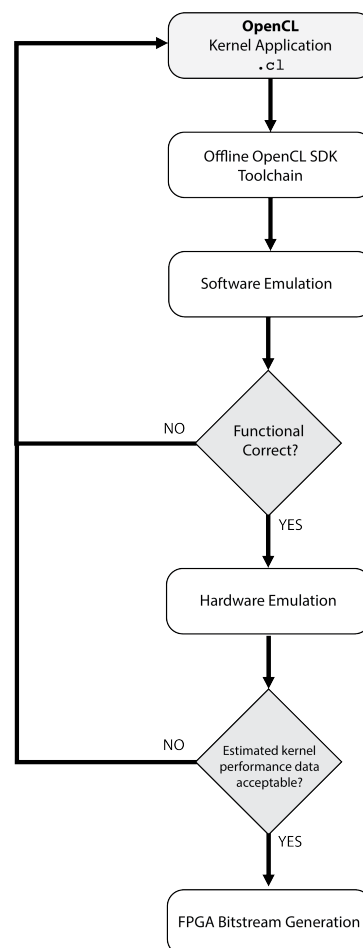 OpenCL
Kernel Application
.cl
Offline OpenCL SDK
Toolchain
Software Emulation
Functional
Correct?
NO
YES
Hardware Emulation
Estimated kernel
performance data
acceptable?
NO
YES
FPGA Bitstream Generation